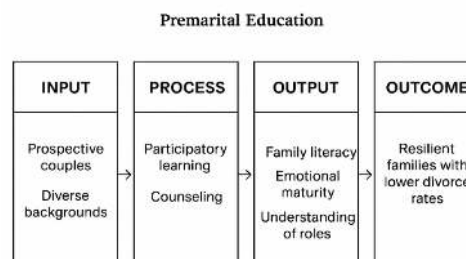 Premarital Education
INPUT
Prospective
couples
Diverse
backgrounds
PROCESS
Participatory
learning
Counseling
OUTPUT
Family literacy
Emotional
maturity
Understanding
of roles
OUTCOME
Resilient
families with
lower divorce
rates